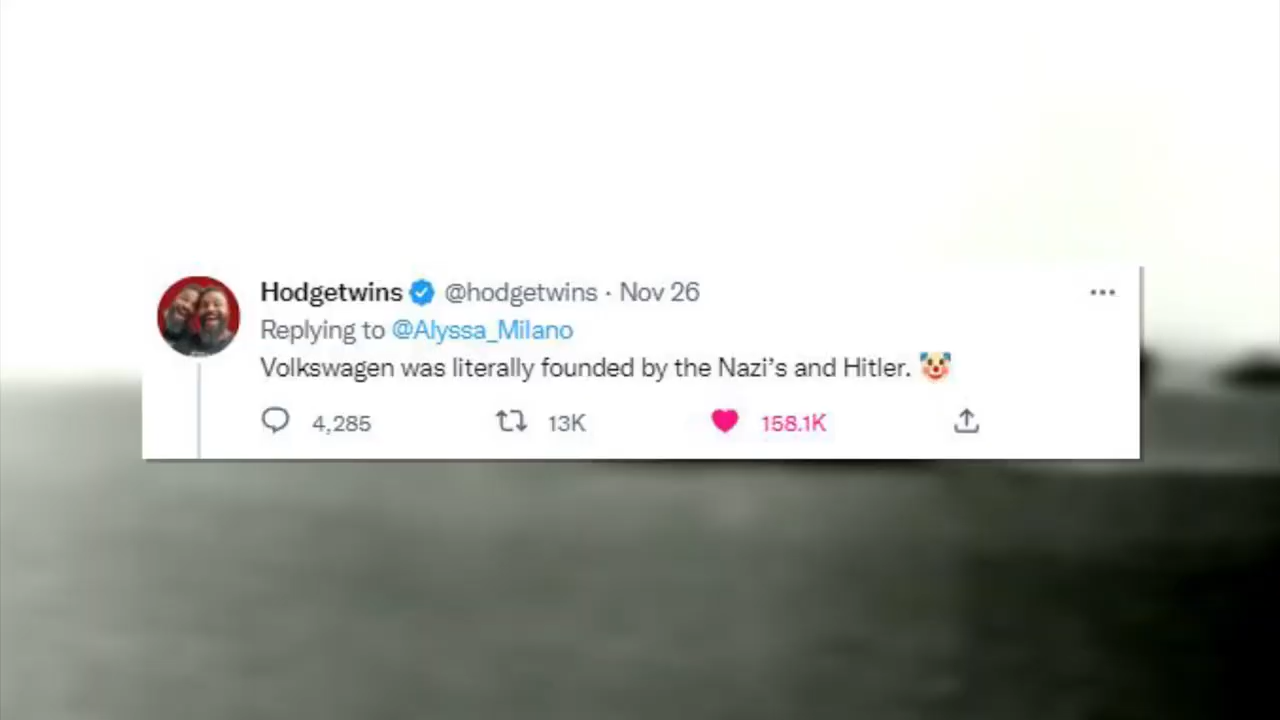 Hodgetwins @hodgetwins · Nov 26
Replying to @Alyssa_Milano
Volkswagen was literally founded by the Nazi's and Hitler. 🤡
4,285 13K 158.1K